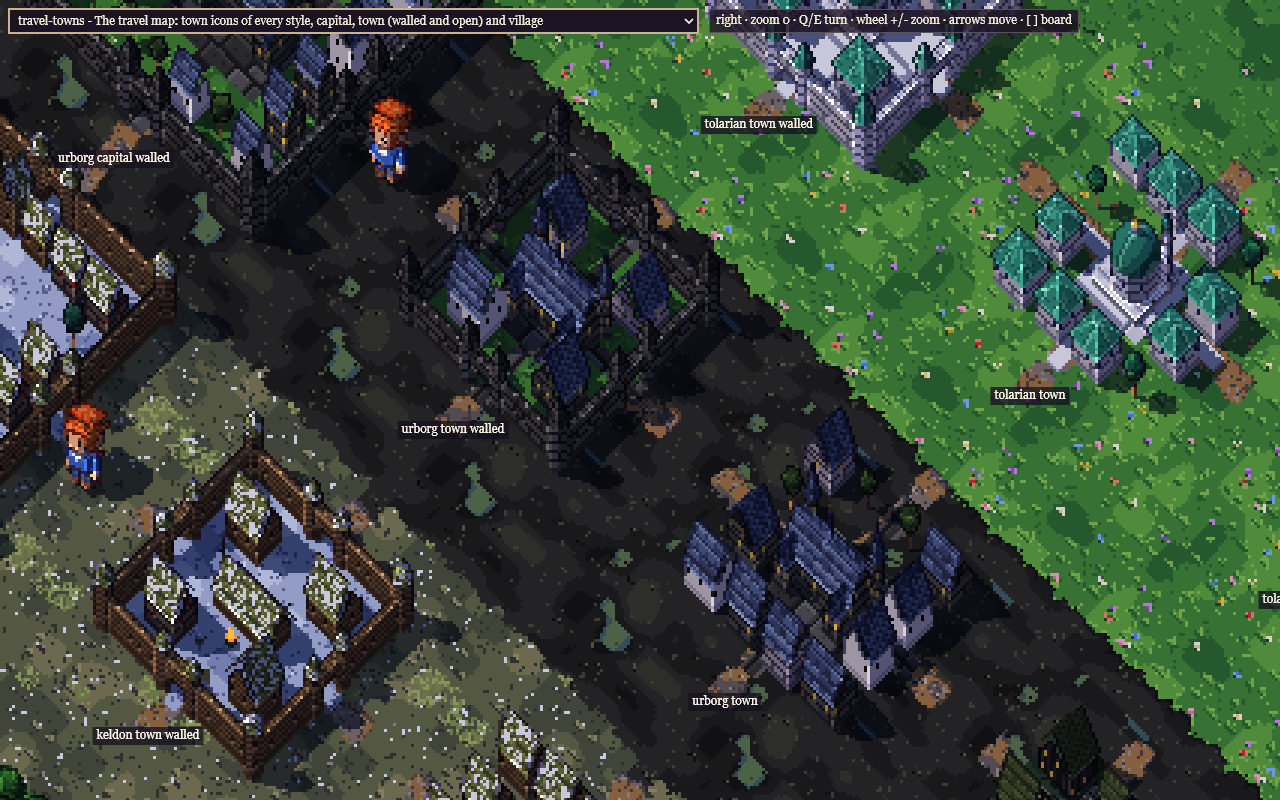 travel-towns - The travel map: town icons of every style, capital, town (walled and open) and village
right · zoom 0 · Q/E turn · wheel +/- zoom · arrows move · [ ] board
tolarian town walled
urborg capital walled
tolarian town
urborg town walled
tola
urborg town
keldon town walled